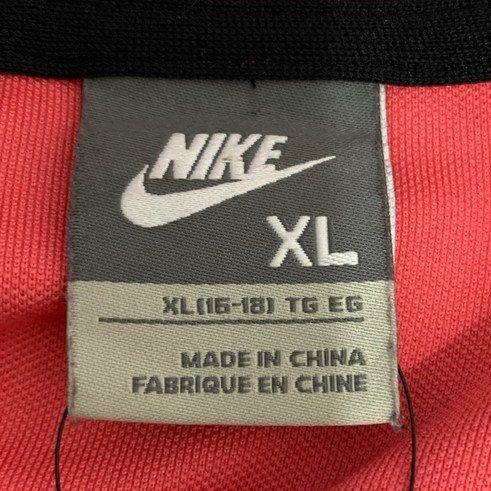 NIKE
XL
XL(16-18) TG EG
MADE IN CHINA
FABRIQUE EN CHINE